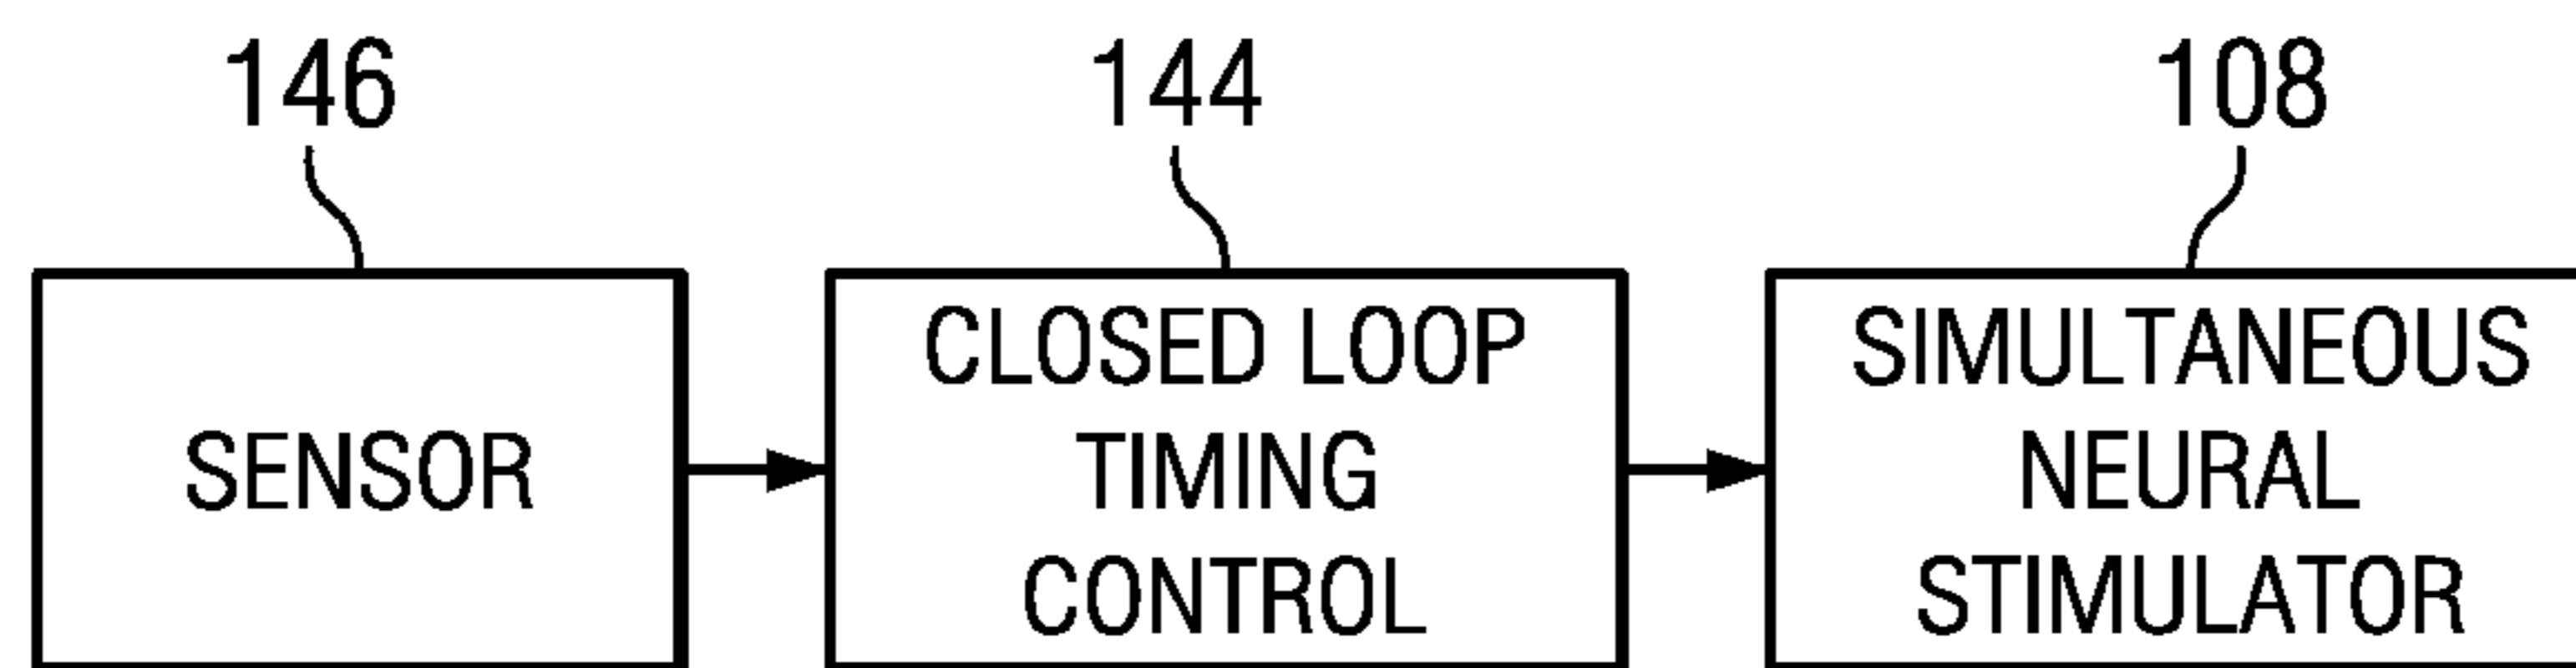 146
144
108
SENSOR
CLOSED LOOP
TIMING
CONTROL
SIMULTANEOUS
NEURAL
STIMULATOR